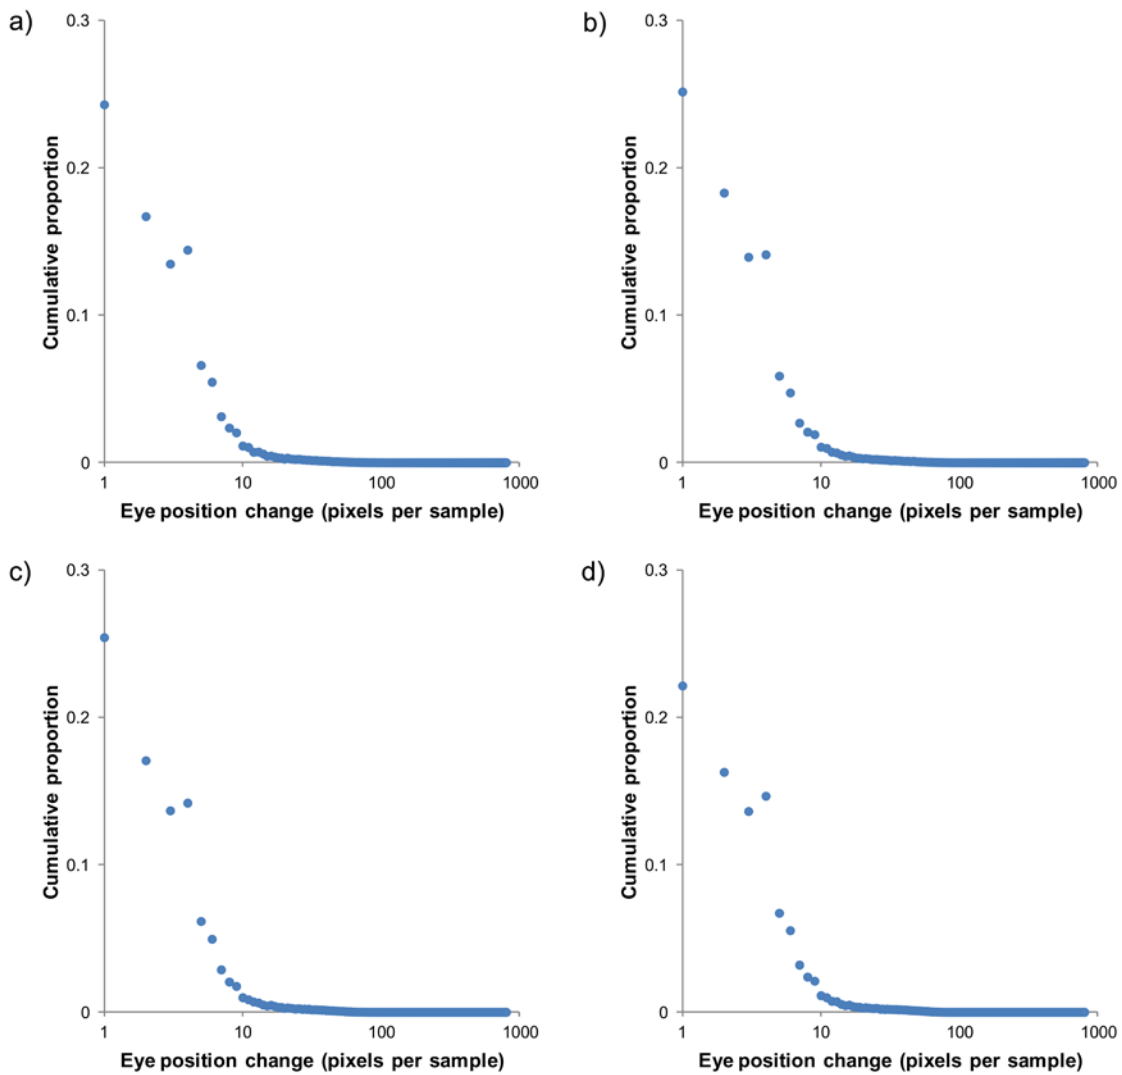 a)
0.3
0.2
0.1
0
Cumulative proportion
1 10 100 1000
Eye position change (pixels per sample)
b)
0.3
0.2
0.1
0
Cumulative proportion
1 10 100 1000
Eye position change (pixels per sample)
c)
0.3
0.2
0.1
0
Cumulative proportion
1 10 100 1000
Eye position change (pixels per sample)
d)
0.3
0.2
0.1
0
Cumulative proportion
1 10 100 1000
Eye position change (pixels per sample)